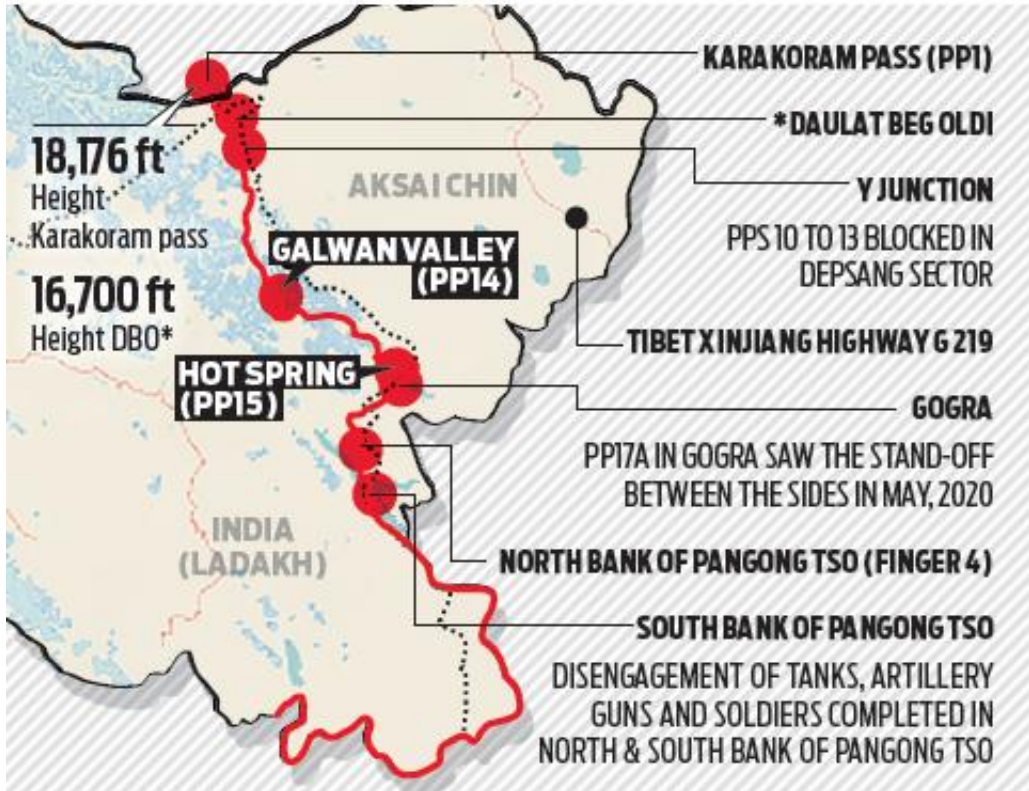 KARAKORAM PASS (PP1)
*DAULAT BEG OLDI
18,176 ft
Height
Karakoram pass
AKSAI CHIN
Y JUNCTION
PPS 10 TO 13 BLOCKED IN
DEPSANG SECTOR
GALWAN VALLEY
(PP14)
16,700 ft
Height DBO*
TIBET XINJIANG HIGHWAY G 219
HOT SPRING
(PP15)
GOGRA
PP17A IN GOGRA SAW THE STAND-OFF
BETWEEN THE SIDES IN MAY, 2020
INDIA
(LADAKH)
NORTH BANK OF PANGONG TSO (FINGER 4)
SOUTH BANK OF PANGONG TSO
DISENGAGEMENT OF TANKS, ARTILLERY
GUNS AND SOLDIERS COMPLETED IN
NORTH & SOUTH BANK OF PANGONG TSO